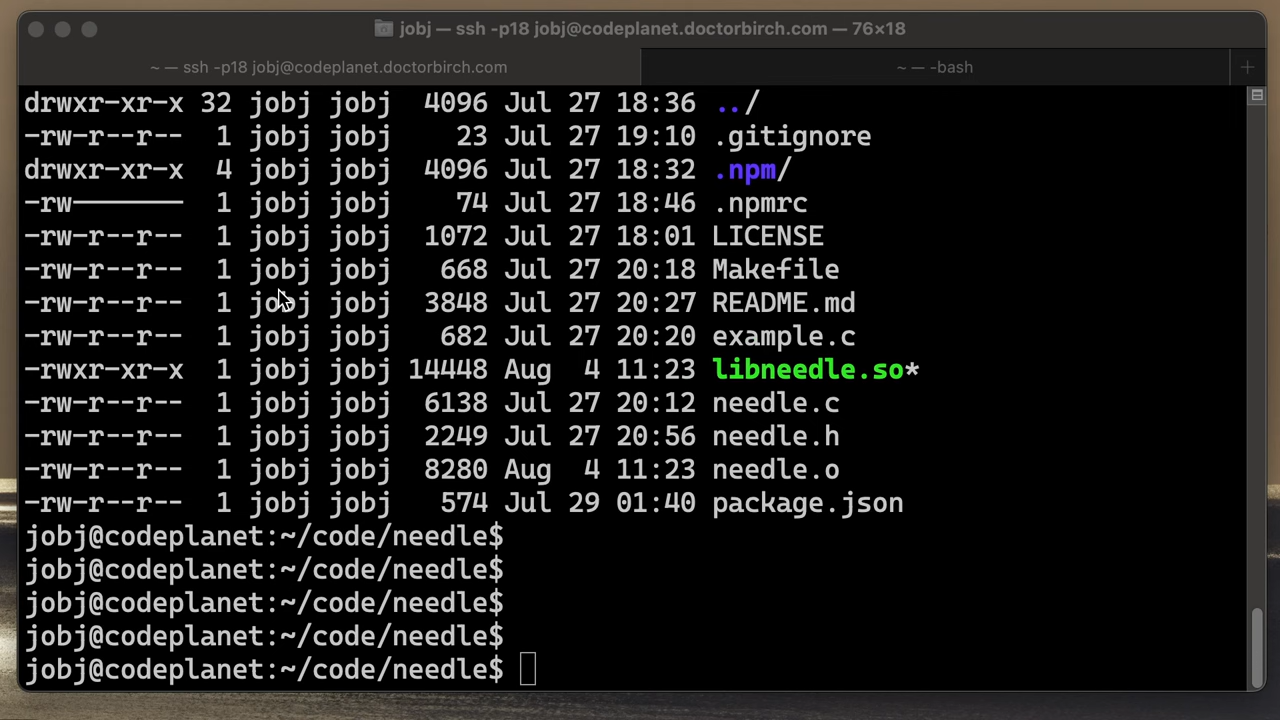 jobj — ssh -p18 jobj@codeplanet.doctorbirch.com — 76×18
~ — ssh -p18 jobj@codeplanet.doctorbirch.com
~ — -bash
+
drwxr-xr-x 32 jobj jobj  4096 Jul 27 18:36 ../
-rw-r--r--  1 jobj jobj    23 Jul 27 19:10 .gitignore
drwxr-xr-x  4 jobj jobj  4096 Jul 27 18:32 .npm/
-rw-------  1 jobj jobj    74 Jul 27 18:46 .npmrc
-rw-r--r--  1 jobj jobj  1072 Jul 27 18:01 LICENSE
-rw-r--r--  1 jobj jobj   668 Jul 27 20:18 Makefile
-rw-r--r--  1 jobj jobj  3848 Jul 27 20:27 README.md
-rw-r--r--  1 jobj jobj   682 Jul 27 20:20 example.c
-rwxr-xr-x  1 jobj jobj 14448 Aug  4 11:23 libneedle.so*
-rw-r--r--  1 jobj jobj  6138 Jul 27 20:12 needle.c
-rw-r--r--  1 jobj jobj  2249 Jul 27 20:56 needle.h
-rw-r--r--  1 jobj jobj  8280 Aug  4 11:23 needle.o
-rw-r--r--  1 jobj jobj   574 Jul 29 01:40 package.json
jobj@codeplanet:~/code/needle$
jobj@codeplanet:~/code/needle$
jobj@codeplanet:~/code/needle$
jobj@codeplanet:~/code/needle$
jobj@codeplanet:~/code/needle$